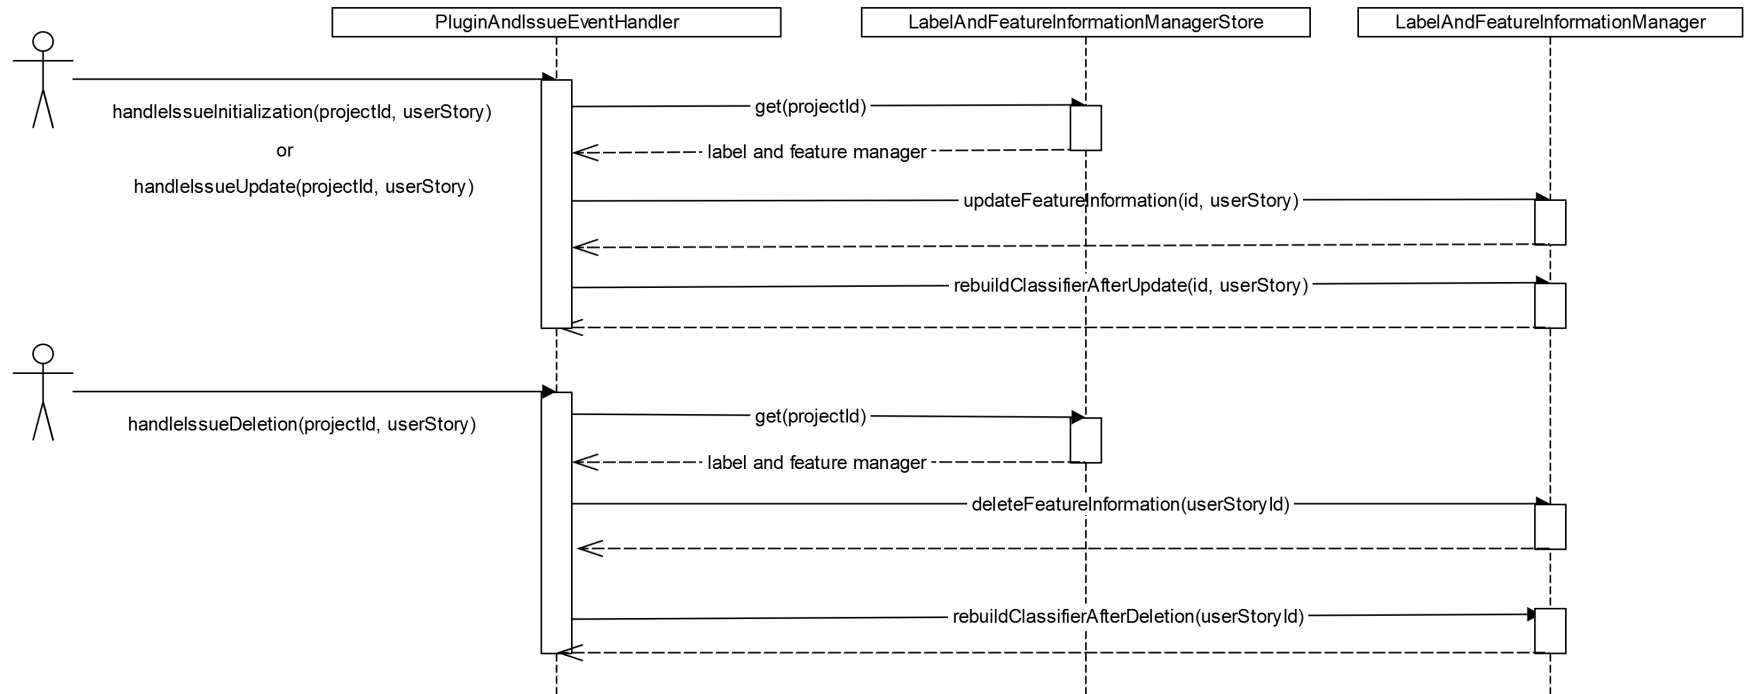 PluginAndIssueEventHandler
LabelAndFeatureInformationManagerStore
LabelAndFeatureInformationManager
handleIssueInitialization(projectId, userStory)
or
handleIssueUpdate(projectId, userStory)
get(projectId)
label and feature manager
updateFeatureInformation(id, userStory)
rebuildClassifierAfterUpdate(id, userStory)
handleIssueDeletion(projectId, userStory)
get(projectId)
label and feature manager
deleteFeatureInformation(userStoryId)
rebuildClassifierAfterDeletion(userStoryId)